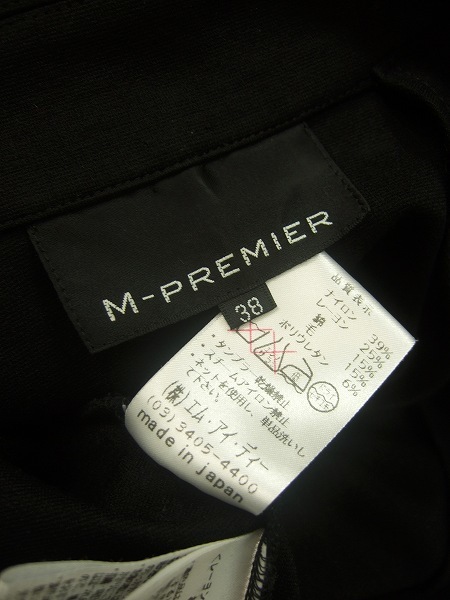 M-PREMIER
38
品質表示
ナイロン 39%
レーヨン 25%
綿 15%
毛 15%
ポリウレタン 6%
・タンブラー乾燥禁止
・スチームアイロン禁止
・ネットを使用し、単品洗いし
て下さい。
(株)エム・アイ・ディー
(03)3405-4400
made in japan